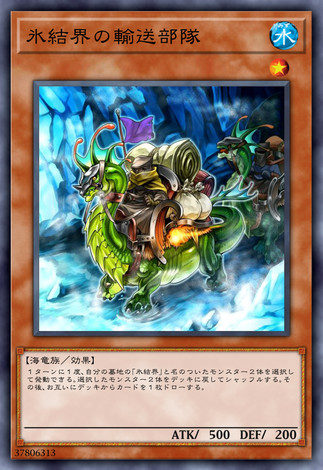 氷結界の輸送部隊
水
【海竜族／効果】
１ターンに１度、自分の墓地の「氷結界」と名のついたモンスター２体を選択
して発動できる。選択したモンスター２体をデッキに戻してシャッフルする。そ
の後、お互いにデッキからカードを１枚ドローする。
ATK/ 500 DEF/ 200
37806313